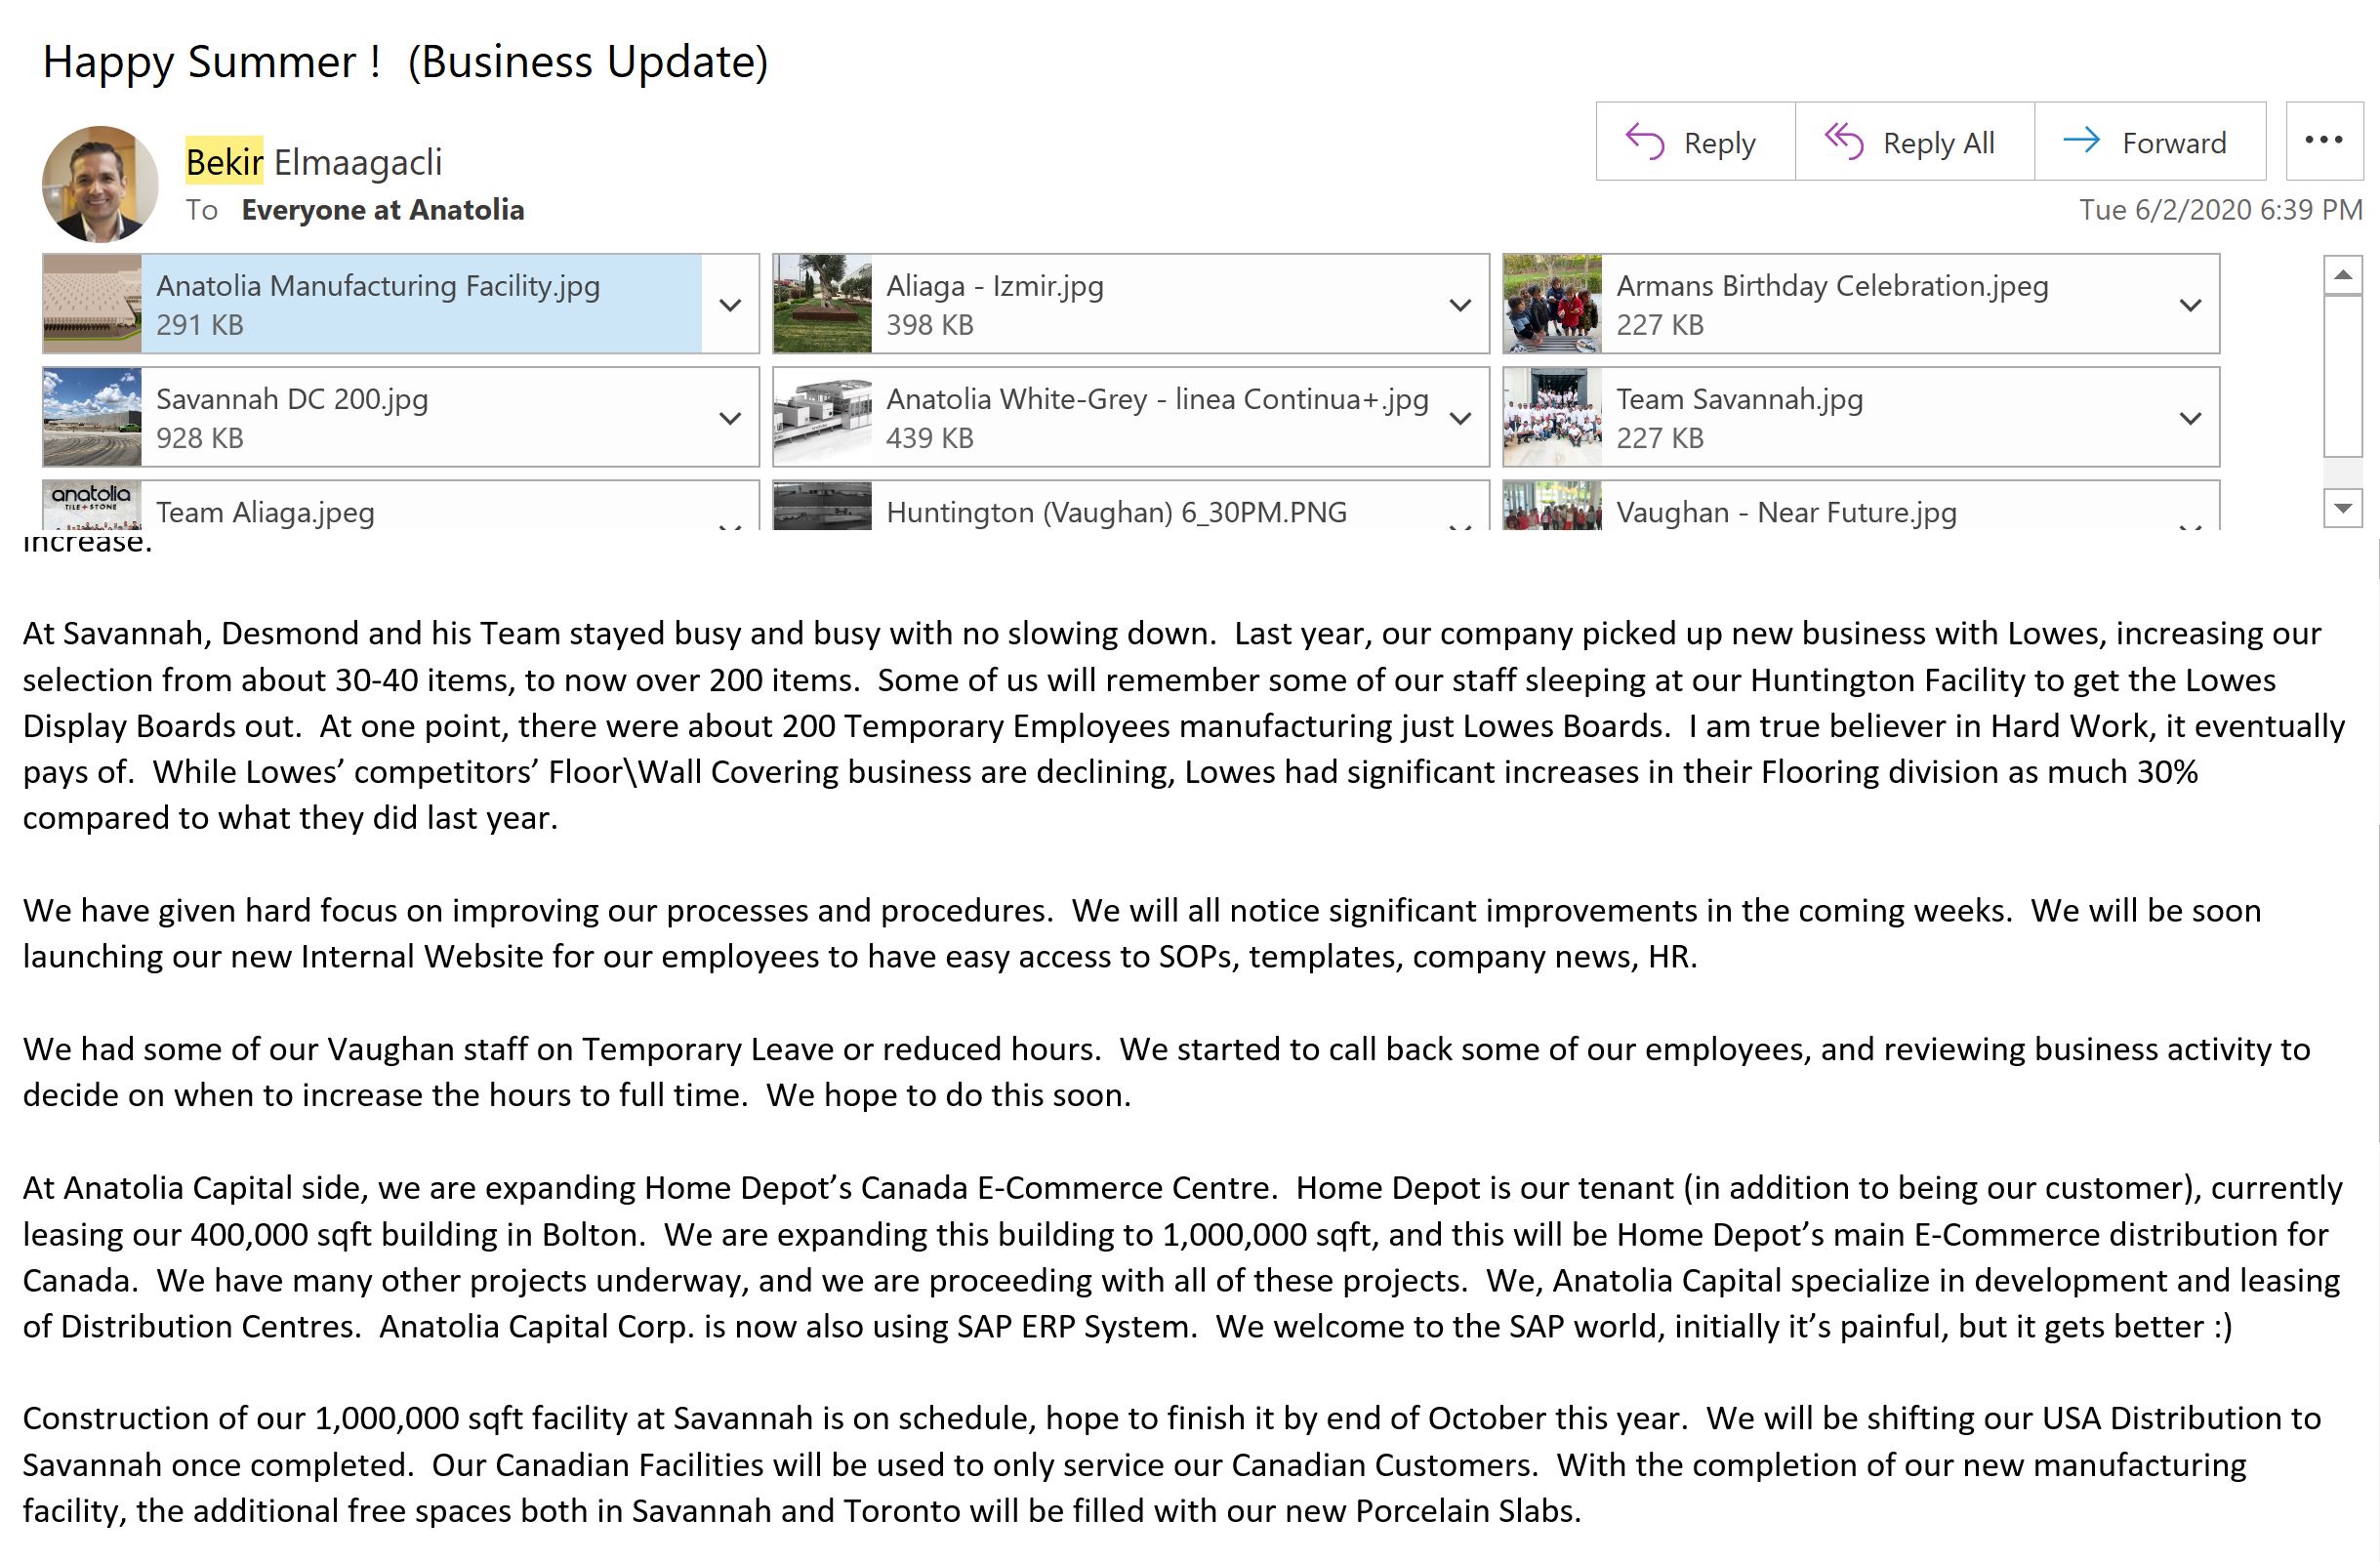 Happy Summer !  (Business Update)
Bekir Elmaagacli
To Everyone at Anatolia
Reply
Reply All
Forward
Tue 6/2/2020 6:39 PM
Anatolia Manufacturing Facility.jpg
291 KB
Aliaga - Izmir.jpg
398 KB
Armans Birthday Celebration.jpeg
227 KB
Savannah DC 200.jpg
928 KB
Anatolia White-Grey - linea Continua+.jpg
439 KB
Team Savannah.jpg
227 KB
anatolia
TILE+STONE
Team Aliaga.jpeg
Huntington (Vaughan) 6_30PM.PNG
Vaughan - Near Future.jpg
increase.
At Savannah, Desmond and his Team stayed busy and busy with no slowing down.  Last year, our company picked up new business with Lowes, increasing our
selection from about 30-40 items, to now over 200 items.  Some of us will remember some of our staff sleeping at our Huntington Facility to get the Lowes
Display Boards out.  At one point, there were about 200 Temporary Employees manufacturing just Lowes Boards.  I am true believer in Hard Work, it eventually
pays of.  While Lowes’ competitors’ Floor\Wall Covering business are declining, Lowes had significant increases in their Flooring division as much 30%
compared to what they did last year.
We have given hard focus on improving our processes and procedures.  We will all notice significant improvements in the coming weeks.  We will be soon
launching our new Internal Website for our employees to have easy access to SOPs, templates, company news, HR.
We had some of our Vaughan staff on Temporary Leave or reduced hours.  We started to call back some of our employees, and reviewing business activity to
decide on when to increase the hours to full time.  We hope to do this soon.
At Anatolia Capital side, we are expanding Home Depot’s Canada E-Commerce Centre.  Home Depot is our tenant (in addition to being our customer), currently
leasing our 400,000 sqft building in Bolton.  We are expanding this building to 1,000,000 sqft, and this will be Home Depot’s main E-Commerce distribution for
Canada.  We have many other projects underway, and we are proceeding with all of these projects.  We, Anatolia Capital specialize in development and leasing
of Distribution Centres.  Anatolia Capital Corp. is now also using SAP ERP System.  We welcome to the SAP world, initially it’s painful, but it gets better :)
Construction of our 1,000,000 sqft facility at Savannah is on schedule, hope to finish it by end of October this year.  We will be shifting our USA Distribution to
Savannah once completed.  Our Canadian Facilities will be used to only service our Canadian Customers.  With the completion of our new manufacturing
facility, the additional free spaces both in Savannah and Toronto will be filled with our new Porcelain Slabs.